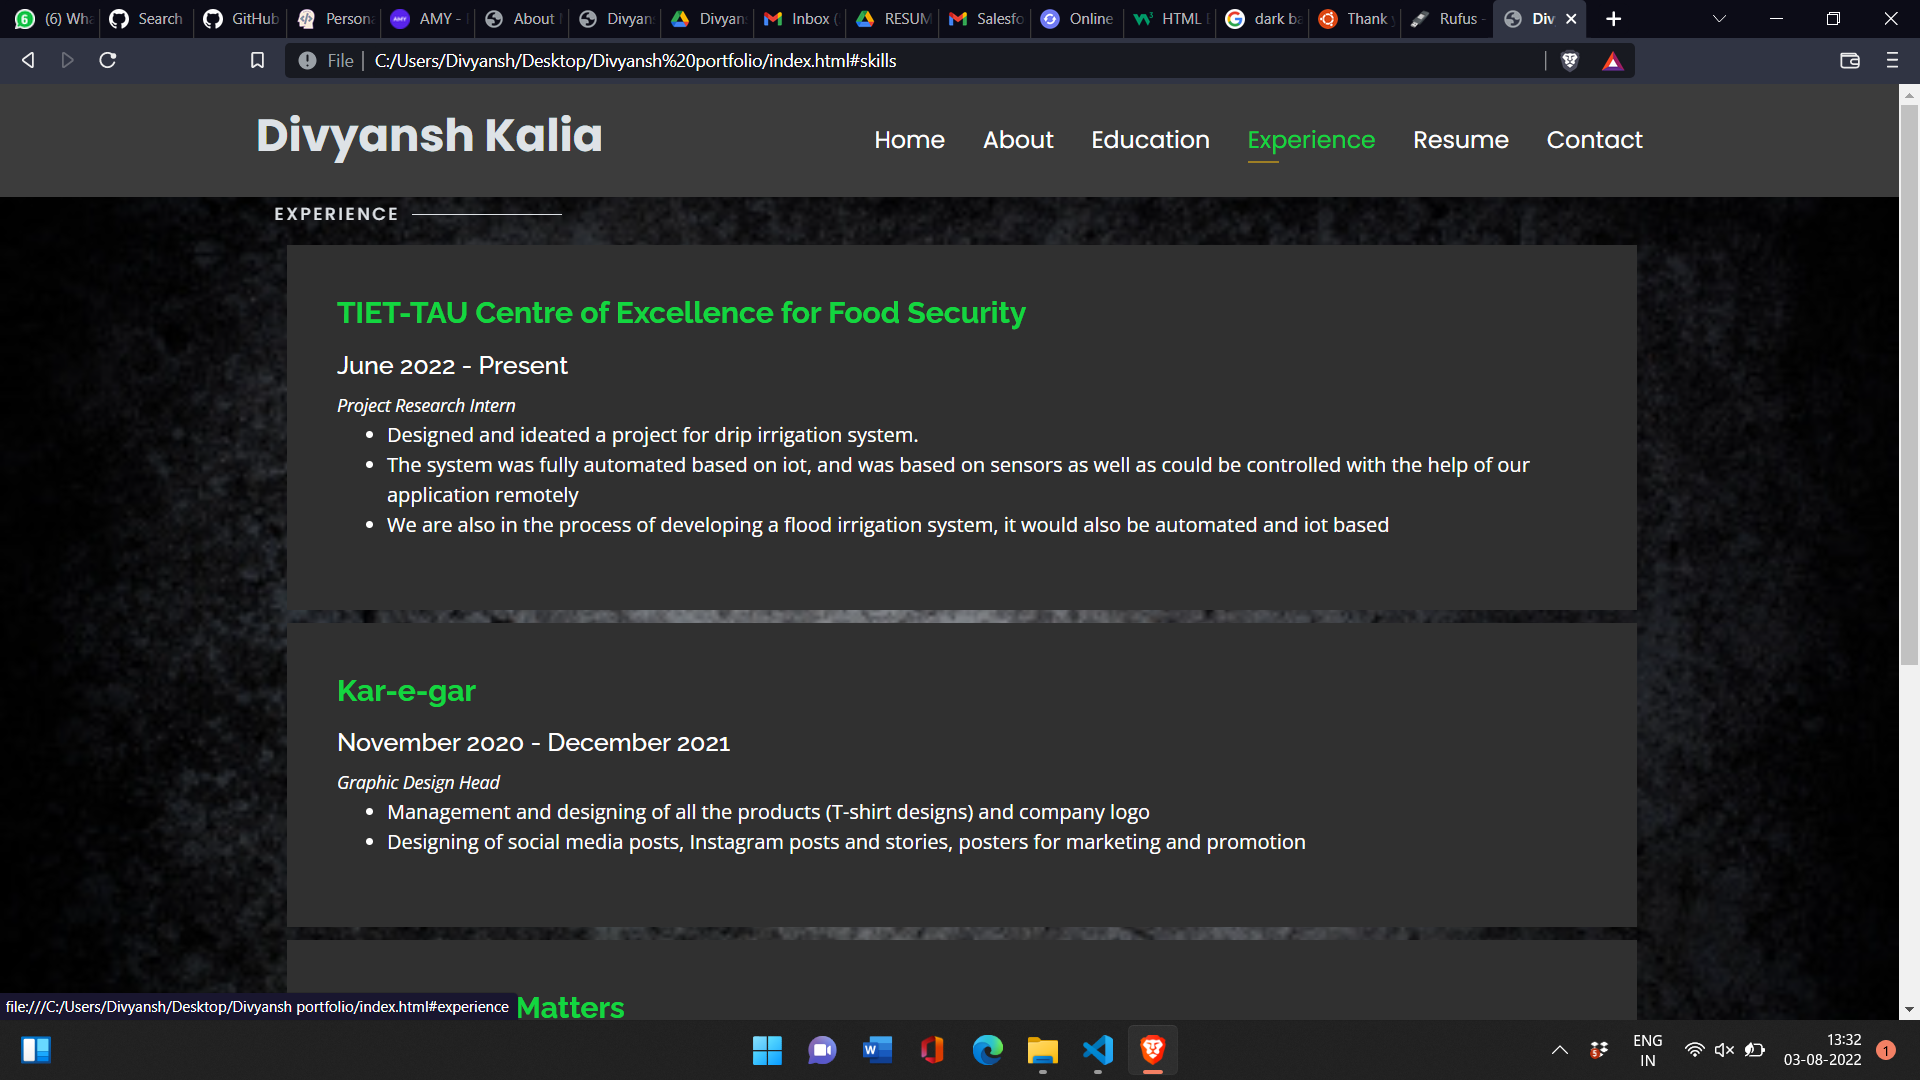 (6) Wha
Search
GitHub
Persona
AMY -
About
Divyans
Divyans
Inbox (
RESUM
Salesfo
Online
HTML
dark ba
Thank
Rufus -
Div
File
C:/Users/Divyansh/Desktop/Divyansh%20portfolio/index.html#skills
Divyansh Kalia
Home About Education Experience Resume Contact
EXPERIENCE
TIET-TAU Centre of Excellence for Food Security
June 2022 - Present
Project Research Intern
Designed and ideated a project for drip irrigation system.
The system was fully automated based on iot, and was based on sensors as well as could be controlled with the help of our
application remotely
We are also in the process of developing a flood irrigation system, it would also be automated and iot based
Kar-e-gar
November 2020 - December 2021
Graphic Design Head
Management and designing of all the products (T-shirt designs) and company logo
Designing of social media posts, Instagram posts and stories, posters for marketing and promotion
Matters
file:///C:/Users/Divyansh/Desktop/Divyansh portfolio/index.html#experience
ENG
IN
13:32
03-08-2022
1